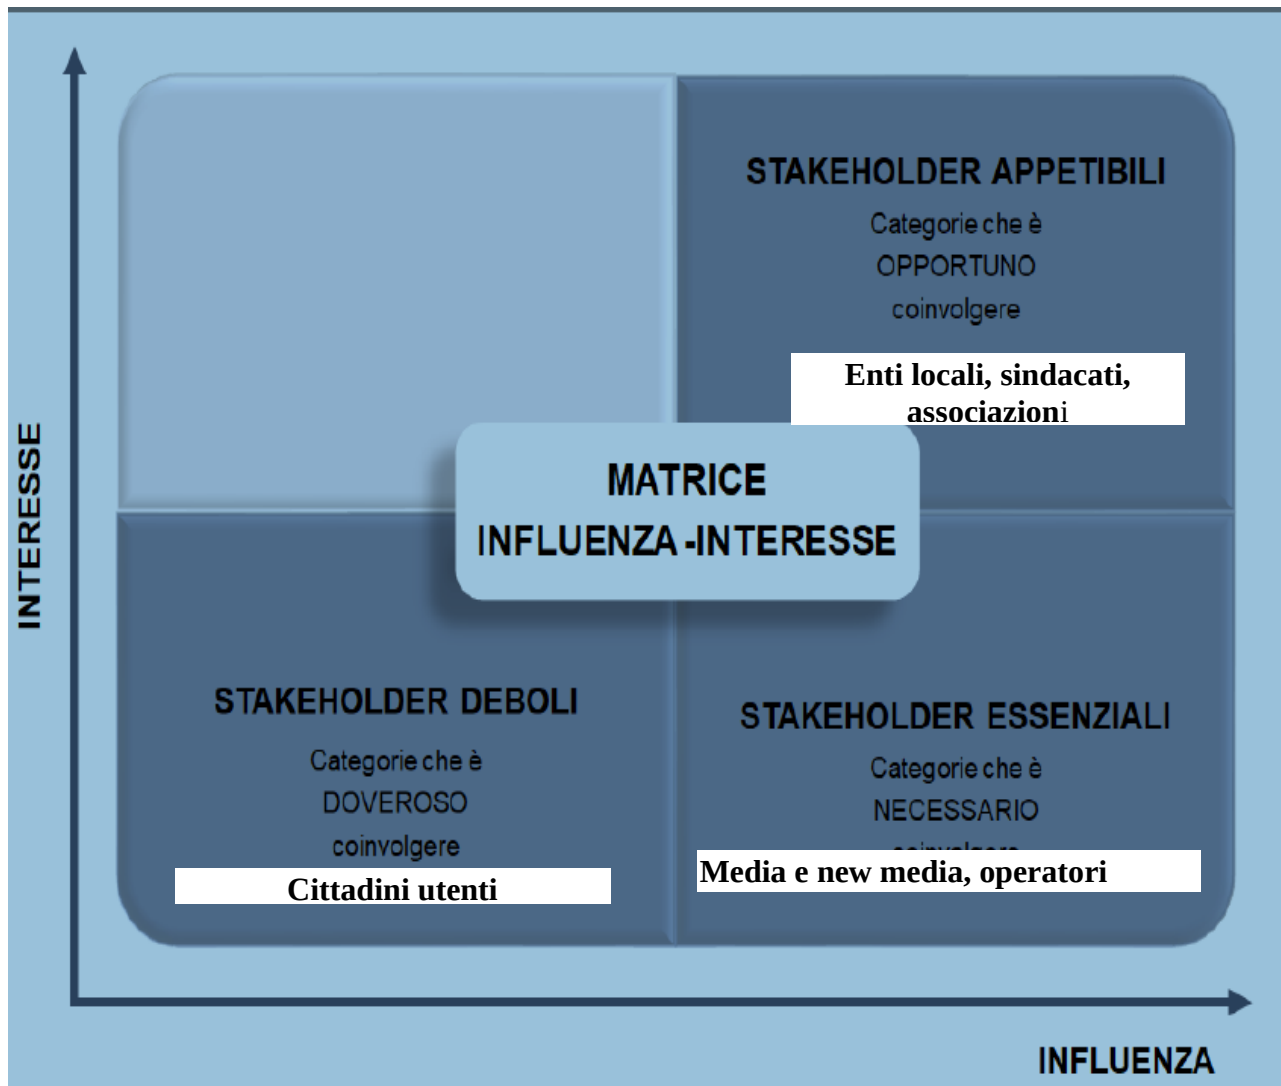 STAKEHOLDER APPETIBILI
Categorie che è
OPPORTUNO
coinvolgere
Enti locali, sindacati,
associazioni
INTERESSE
MATRICE
INFLUENZA -INTERESSE
STAKEHOLDER DEBOLI
Categorie che è
DOVEROSO
coinvolgere
Cittadini utenti
STAKEHOLDER ESSENZIALI
Categorie che è
NECESSARIO
coinvolgere
Media e new media, operatori
INFLUENZA